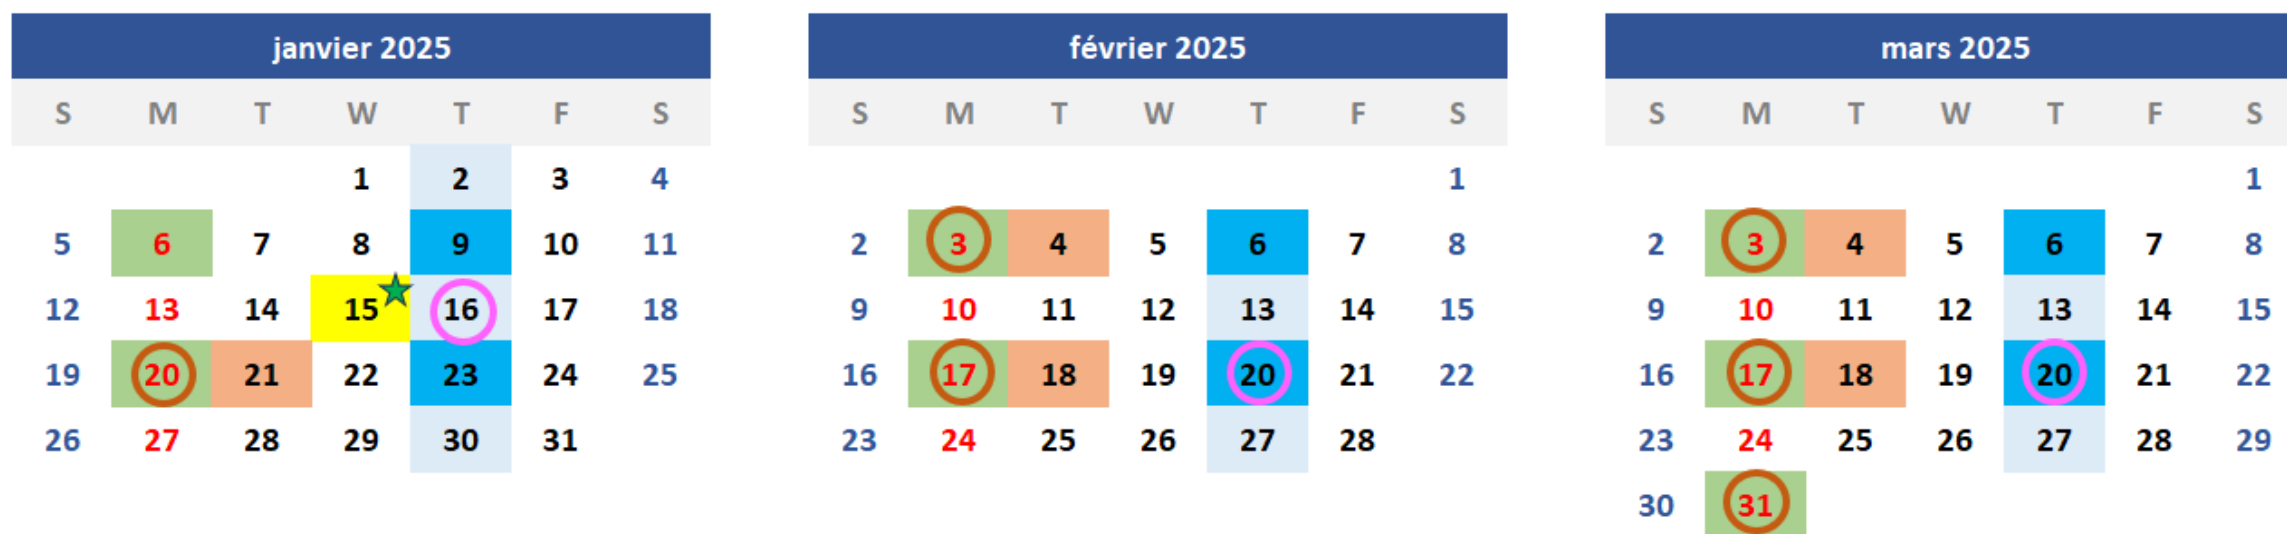 janvier 2025
S M T W T F S
1 2 3 4
5 6 7 8 9 10 11
12 13 14 15 16 17 18
19 20 21 22 23 24 25
26 27 28 29 30 31
février 2025
S M T W T F S
1
2 3 4 5 6 7 8
9 10 11 12 13 14 15
16 17 18 19 20 21 22
23 24 25 26 27 28
mars 2025
S M T W T F S
1
2 3 4 5 6 7 8
9 10 11 12 13 14 15
16 17 18 19 20 21 22
23 24 25 26 27 28 29
30 31